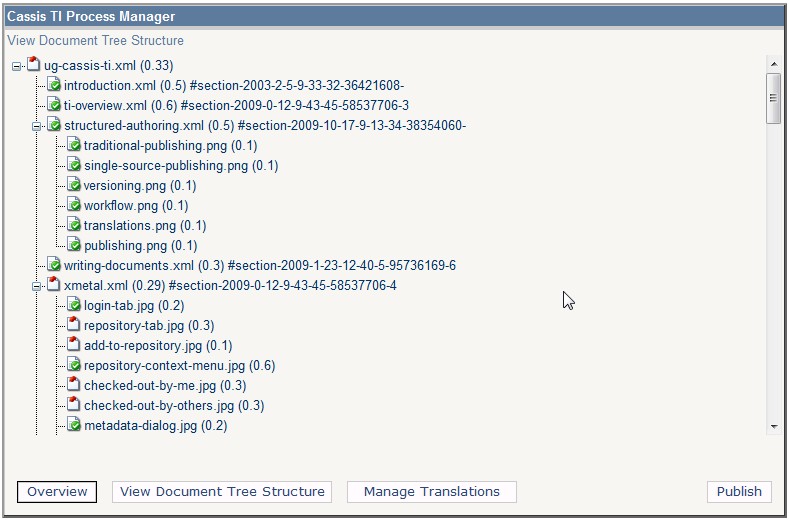 Cassis TI Process Manager
View Document Tree Structure
ug-cassis-ti.xml (0.33)
introduction.xml (0.5) #section-2003-2-5-9-33-32-36421608-
ti-overview.xml (0.6) #section-2009-0-12-9-43-45-58537706-3
structured-authoring.xml (0.5) #section-2009-10-17-9-13-34-38354060-
traditional-publishing.png (0.1)
single-source-publishing.png (0.1)
versioning.png (0.1)
workflow.png (0.1)
translations.png (0.1)
publishing.png (0.1)
writing-documents.xml (0.3) #section-2009-1-23-12-40-5-95736169-6
xmetal.xml (0.29) #section-2009-0-12-9-43-45-58537706-4
login-tab.jpg (0.2)
repository-tab.jpg (0.3)
add-to-repository.jpg (0.1)
repository-context-menu.jpg (0.6)
checked-out-by-me.jpg (0.3)
checked-out-by-others.jpg (0.3)
metadata-dialog.jpg (0.2)
Overview View Document Tree Structure Manage Translations Publish